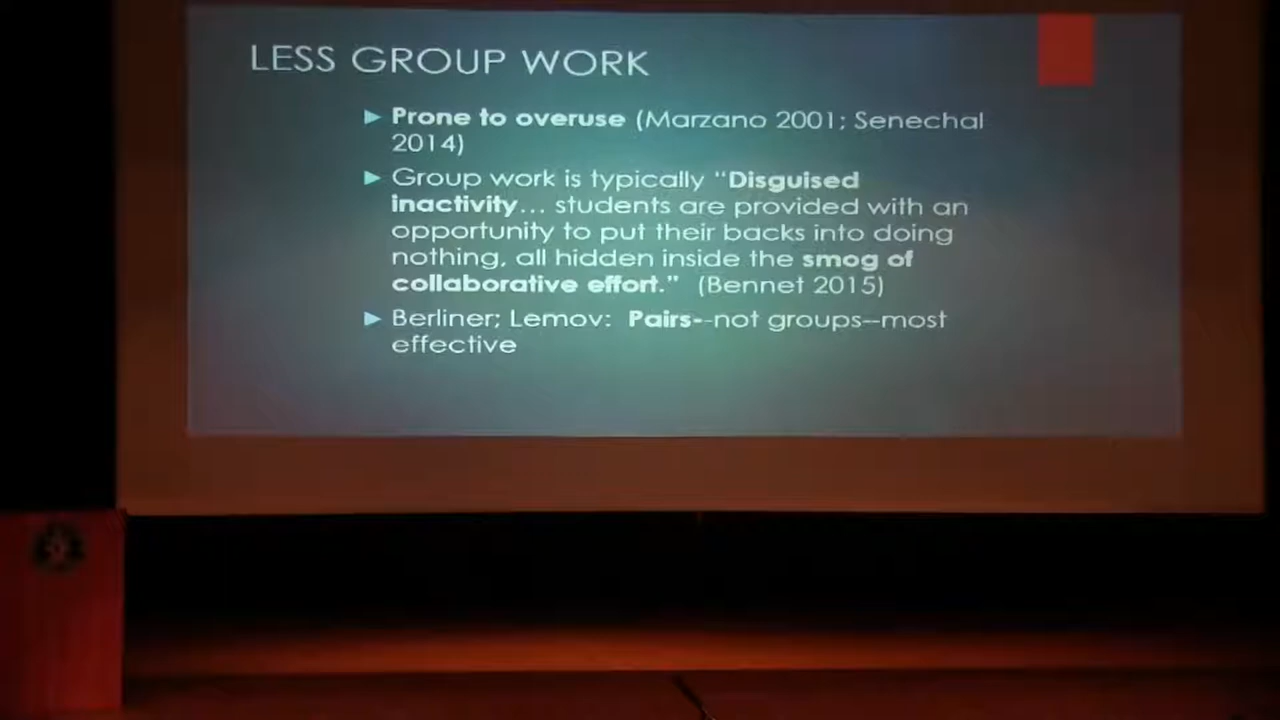 LESS GROUP WORK
Prone to overuse (Marzano 2001; Senechal
2014)
Group work is typically “Disguised
inactivity... students are provided with an
opportunity to put their backs into doing
nothing, all hidden inside the smog of
collaborative effort.” (Bennet 2015)
Berliner; Lemov: Pairs--not groups--most
effective